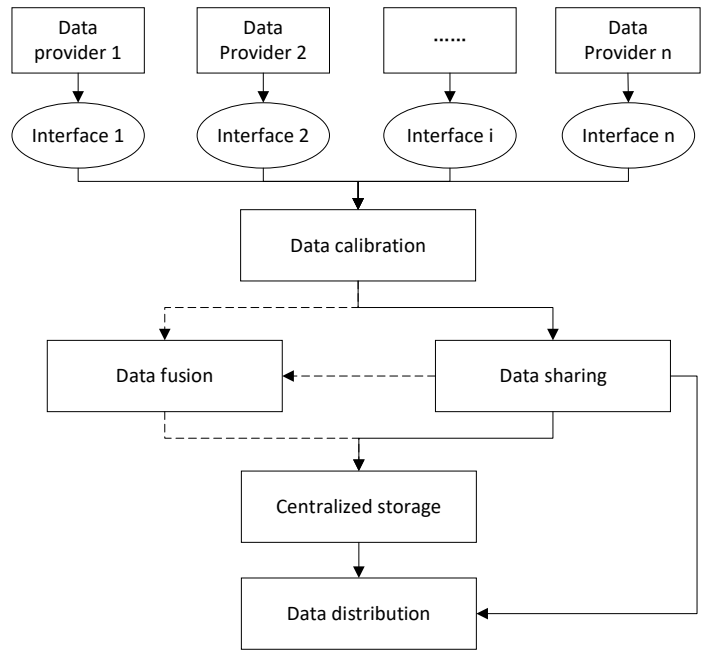 Data
provider 1
Data
Provider 2
......
Data
Provider n
Interface 1
Interface 2
Interface i
Interface n
Data calibration
Data fusion
Data sharing
Centralized storage
Data distribution